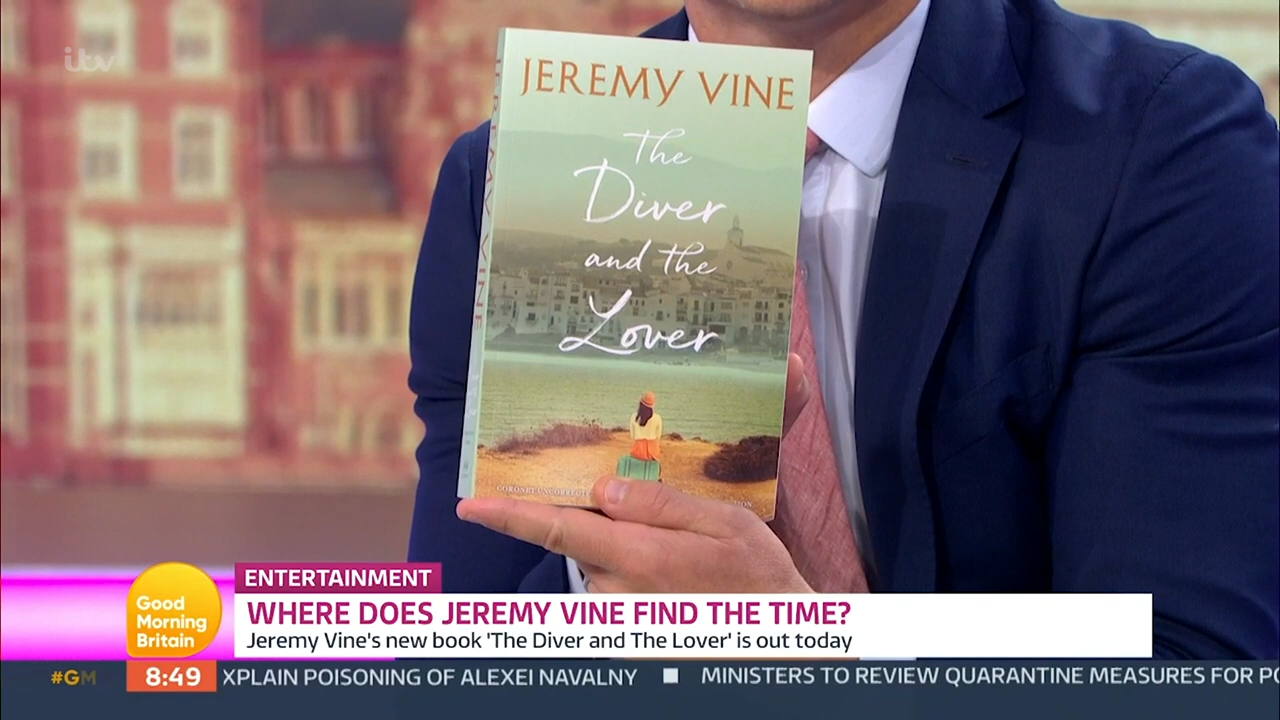 itv
JEREMY VINE
The
Diver
and the
Lover
JEREMY VINE
CORONET UNCORRECT
ENTERTAINMENT
WHERE DOES JEREMY VINE FIND THE TIME?
Jeremy Vine's new book 'The Diver and The Lover' is out today
Good
Morning
Britain
#GM
8:49
XPLAIN POISONING OF ALEXEI NAVALNY ■ MINISTERS TO REVIEW QUARANTINE MEASURES FOR PO